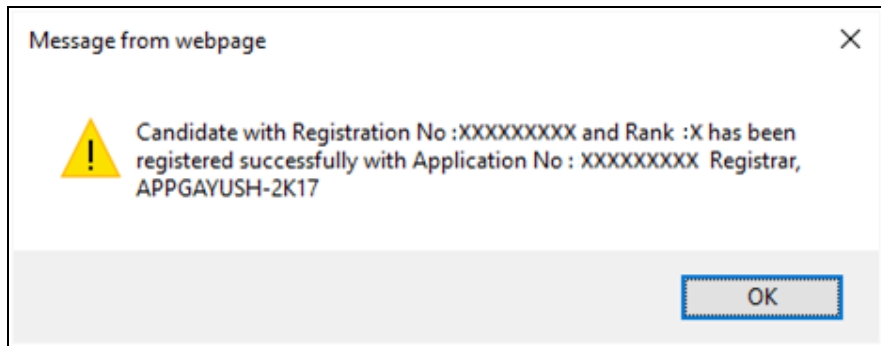 Message from webpage
Candidate with Registration No :XXXXXXXXX and Rank :X has been
registered successfully with Application No : XXXXXXXXX Registrar,
APPGAYUSH-2K17
OK